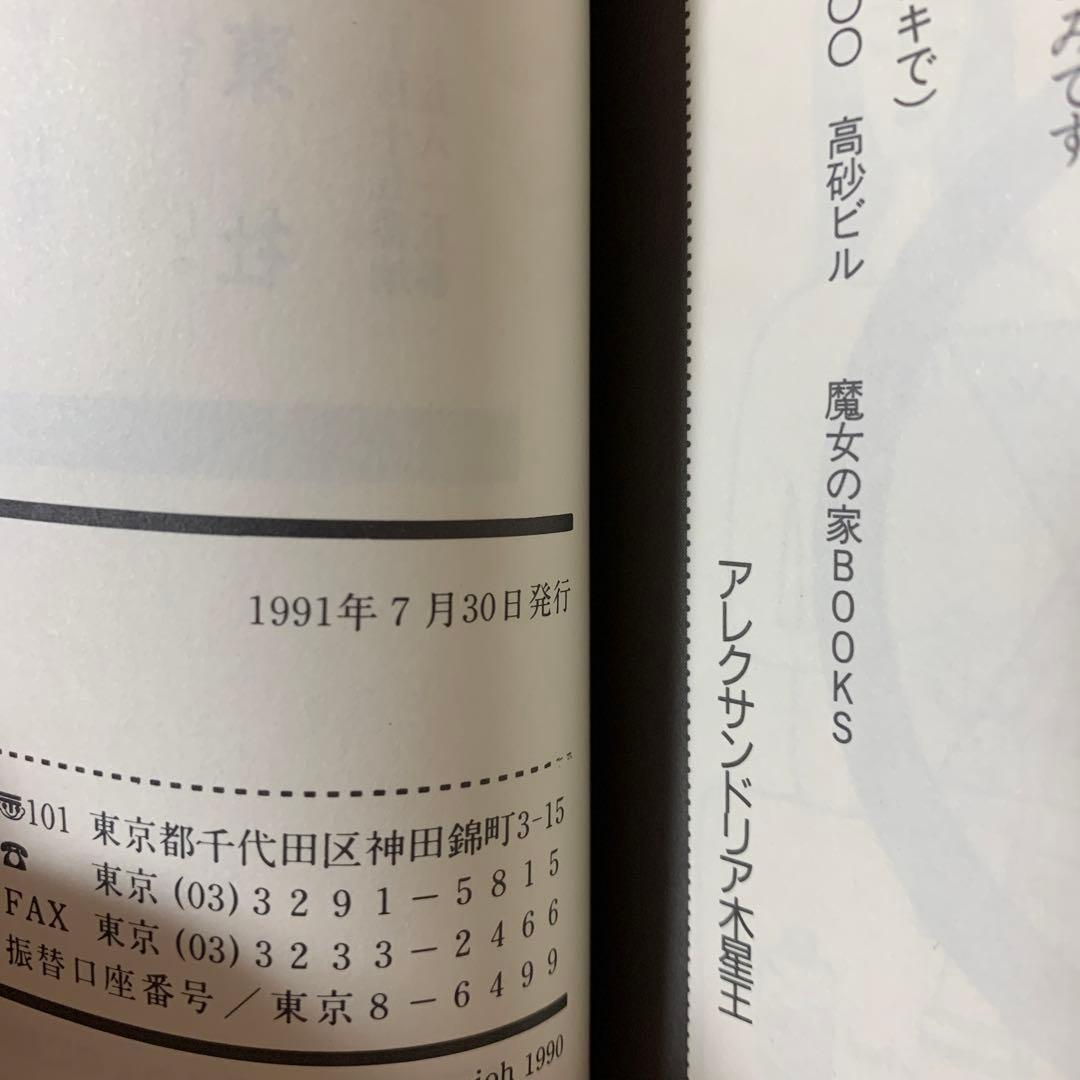 1991年7月30日発行
〠101 東京都千代田区神田錦町3-15
☎ 東京(03)3291−5815
FAX 東京(03)3233−2466
振替口座番号／東京8−6499
ioh 1990
みです
キで）
〇〇 高砂ビル 魔女の家BOOKS
アレクサンドリア木星王